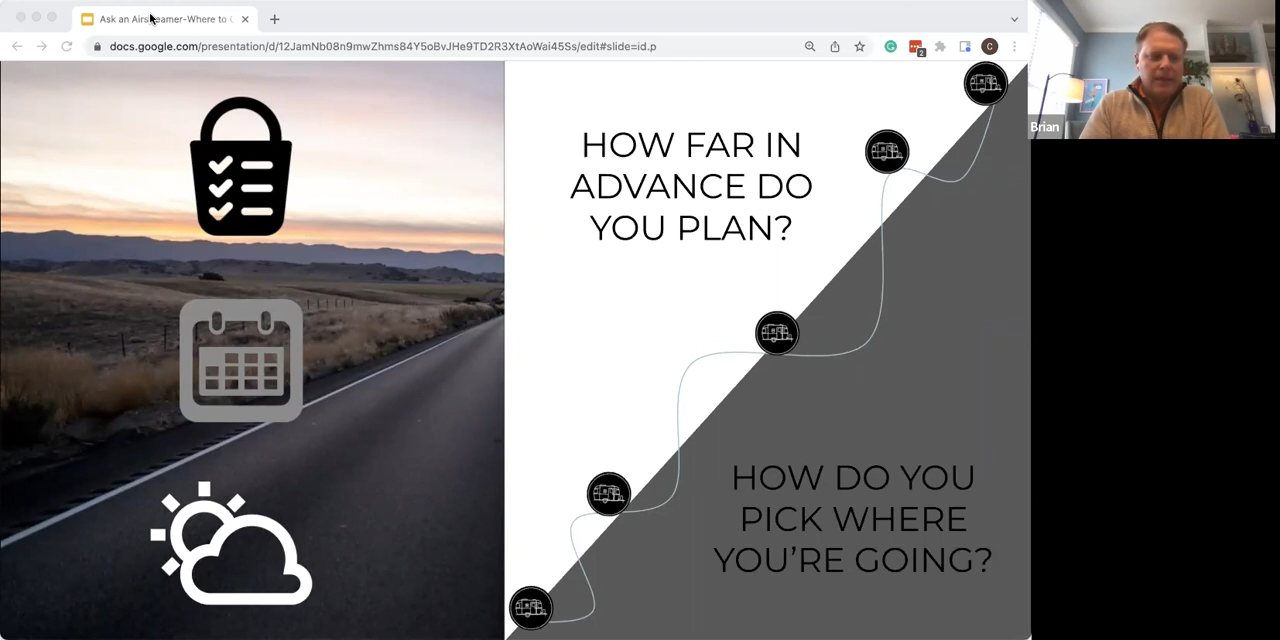 Ask an Airstreamer-Where to
docs.google.com/presentation/d/12JamNb08n9mwZhms84Y5oBvJHe9TD2R3XtAoWai45Ss/edit#slide=id.p
2
C
HOW FAR IN
ADVANCE DO
YOU PLAN?
HOW DO YOU
PICK WHERE
YOU'RE GOING?
Brian